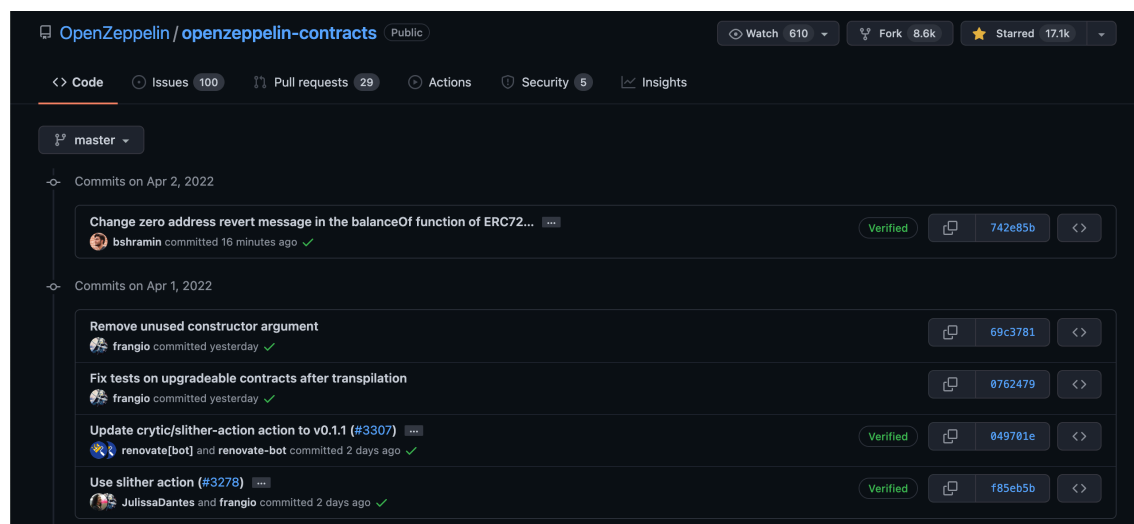 OpenZeppelin / openzeppelin-contracts Public Watch 610 Fork 8.6k Starred 17.1k
<> Code Issues 100 Pull requests 29 Actions Security 5 Insights
master
Commits on Apr 2, 2022
Change zero address revert message in the balanceOf function of ERC72... ...
bshramin committed 16 minutes ago
Verified 742e85b <>
Commits on Apr 1, 2022
Remove unused constructor argument
frangio committed yesterday
69c3781 <>
Fix tests on upgradeable contracts after transpilation
frangio committed yesterday
0762479 <>
Update crytic/slither-action action to v0.1.1 (#3307) ...
renovate[bot] and renovate-bot committed 2 days ago
Verified 049701e <>
Use slither action (#3278) ...
JulissaDantes and frangio committed 2 days ago
Verified f85eb5b <>